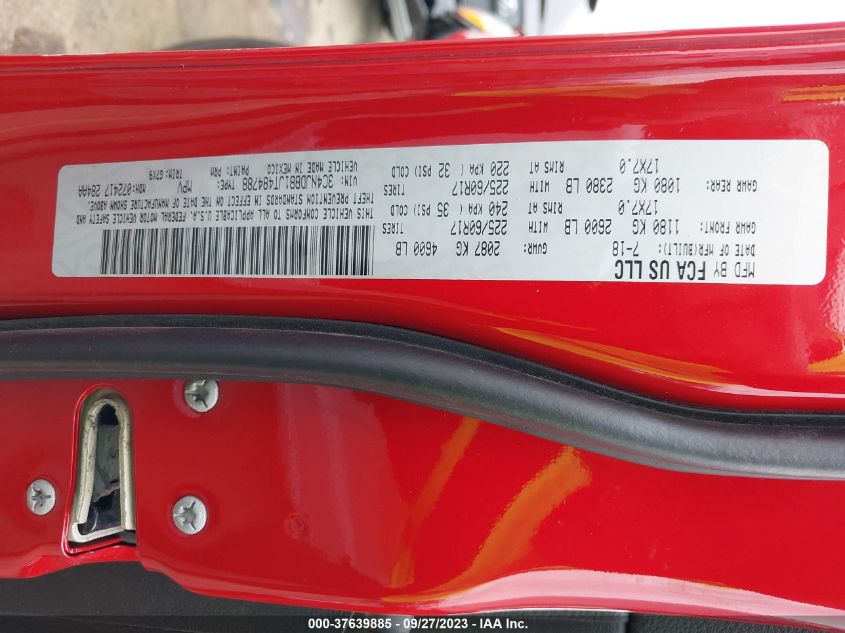 MFD BY FCA US LLC
DATE OF MFR(BUILT): 7-18 GVWR: 2087 KG 4600 LB
GAWR FRONT: 1180 KG 2600 LB WITH 225/60R17 TIRES
17X7.0 RIMS AT 240 KPA ( 35 PSI) COLD
GAWR REAR: 1080 KG 2380 LB WITH 225/60R17 TIRES
17X7.0 RIMS AT 220 KPA ( 32 PSI) COLD
THIS VEHICLE CONFORMS TO ALL APPLICABLE U.S.A. FEDERAL MOTOR VEHICLE SAFETY AND
THEFT PREVENTION STANDARDS IN EFFECT ON THE DATE OF MANUFACTURE SHOWN ABOVE.
VIN: 3C4NJDBB1JT484788 TYPE: MPV MDH:072417 284AA
VEHICLE MADE IN MEXICO PAINT: PRM TRIM: G7X9
000-37639885 - 09/27/2023 - IAA Inc.